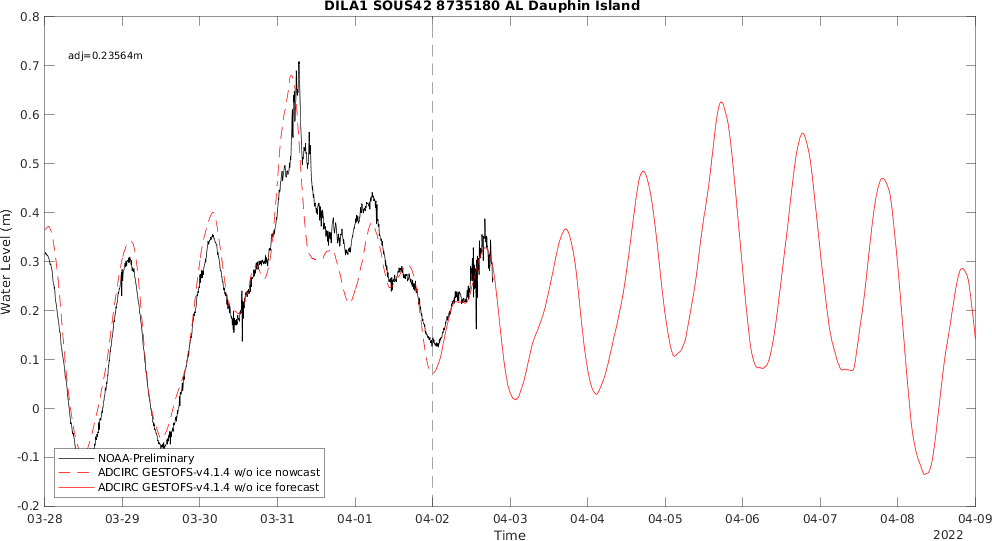 DILA1 SOUS42 8735180 AL Dauphin Island
adj=0.23564m
Water Level (m)
0.8
0.7
0.6
0.5
0.4
0.3
0.2
0.1
0
-0.1
-0.2
NOAA-Preliminary
ADCIRC GESTOFS-v4.1.4 w/o ice nowcast
ADCIRC GESTOFS-v4.1.4 w/o ice forecast
03-28 03-29 03-30 03-31 04-01 04-02 04-03 04-04 04-05 04-06 04-07 04-08 04-09
Time
2022